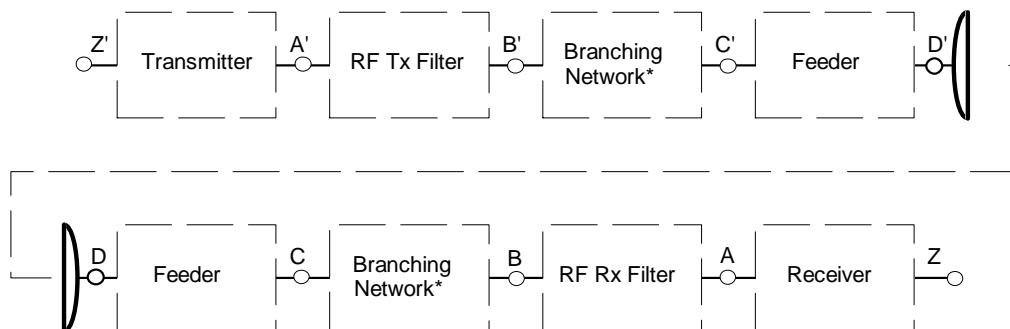 Z' Transmitter A' RF Tx Filter B' Branching Network* C' Feeder D'
D Feeder C Branching Network* B RF Rx Filter A Receiver Z